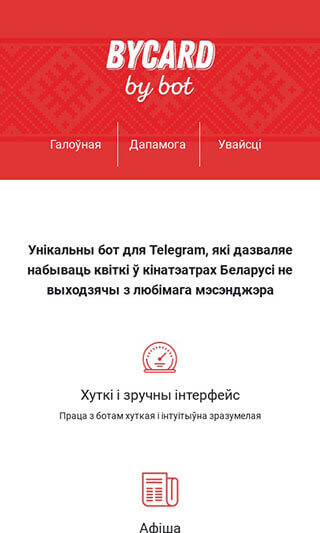 BYCARD
by bot
Галоўная Дапамога Увайсці
Унікальны бот для Telegram, які дазваляе
набываць квіткі ў кінатэатрах Беларусі не
выходзячы з любімага мэсэнджэра
Хуткі і зручны інтерфейс
Праца з ботам хуткая і інтуітыўна зразумелая
Афіша